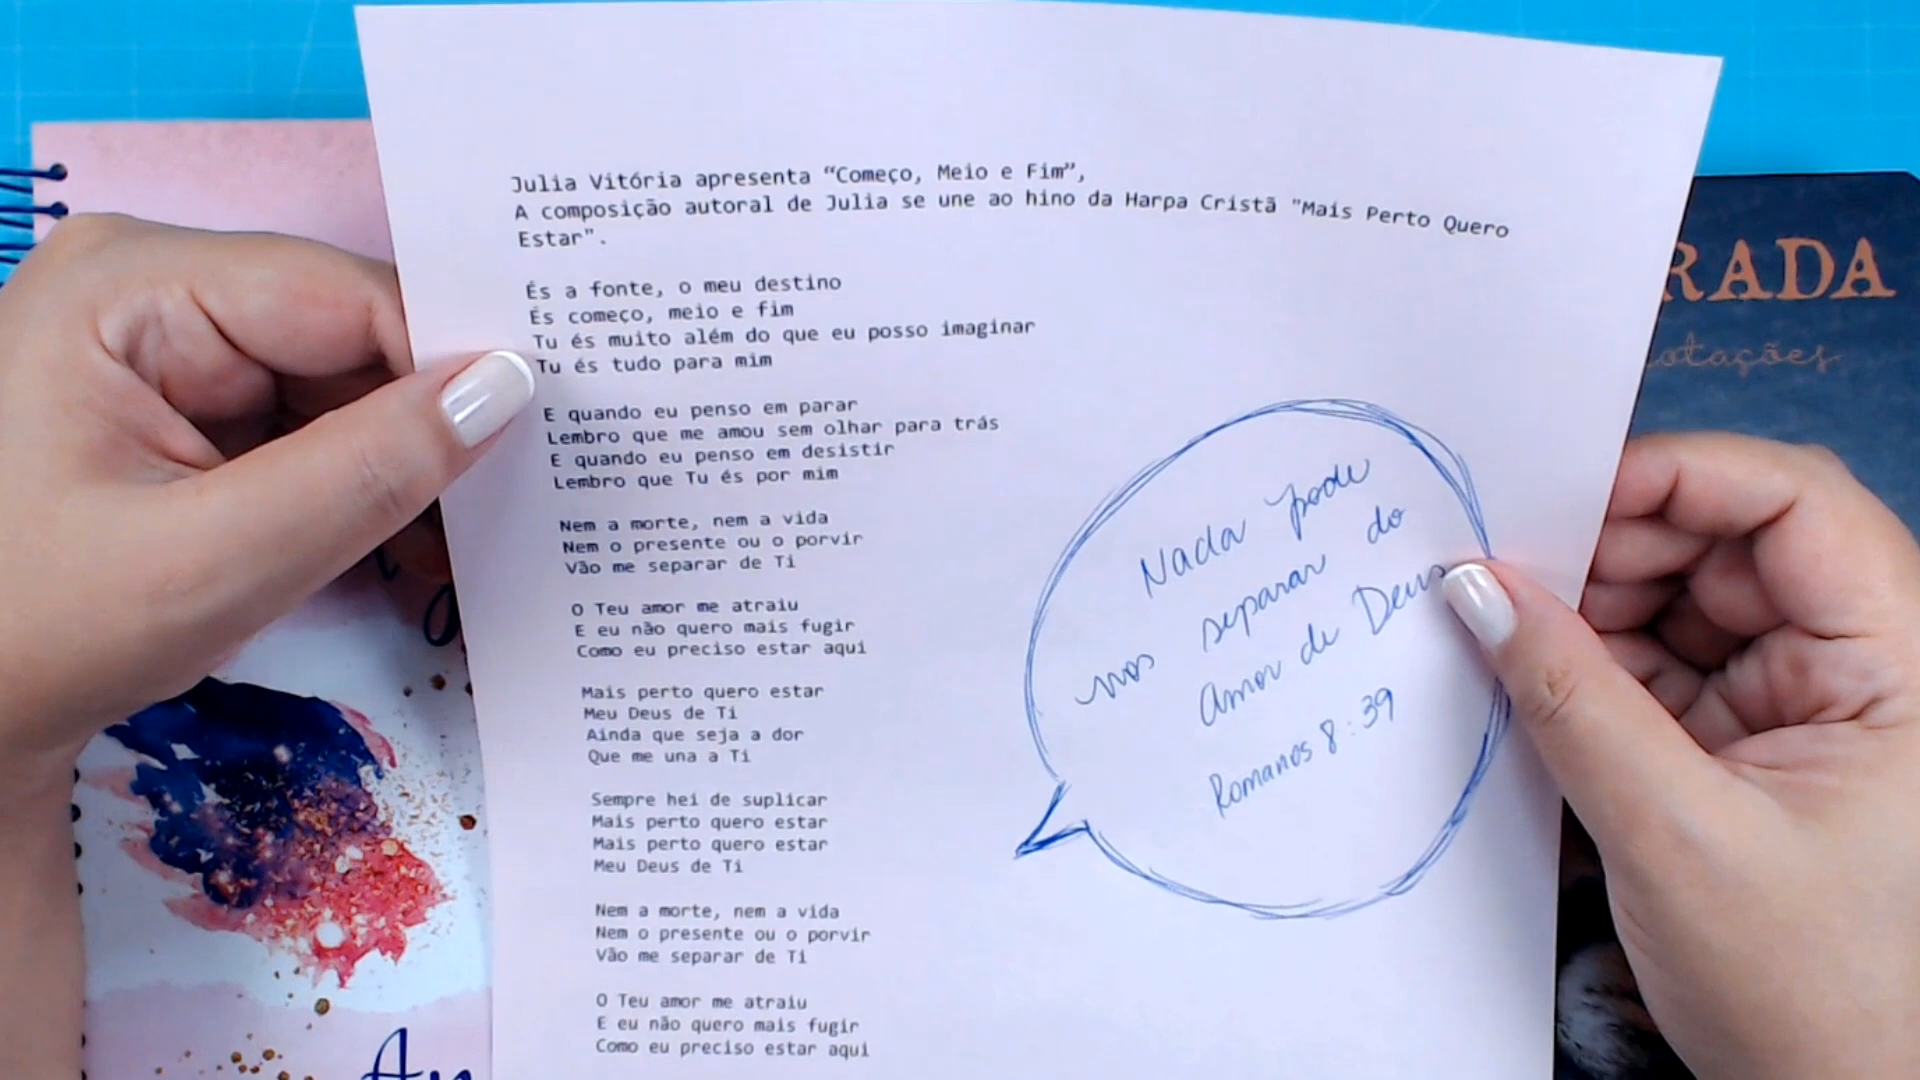 Julia Vitória apresenta “Começo, Meio e Fim”,
A composição autoral de Julia se une ao hino da Harpa Cristã "Mais Perto Quero
Estar".
És a fonte, o meu destino
És começo, meio e fim
Tu és muito além do que eu posso imaginar
Tu és tudo para mim
E quando eu penso em parar
Lembro que me amou sem olhar para trás
E quando eu penso em desistir
Lembro que Tu és por mim
Nem a morte, nem a vida
Nem o presente ou o porvir
Vão me separar de Ti
O Teu amor me atraiu
E eu não quero mais fugir
Como eu preciso estar aqui
Mais perto quero estar
Meu Deus de Ti
Ainda que seja a dor
Que me una a Ti
Sempre hei de suplicar
Mais perto quero estar
Mais perto quero estar
Meu Deus de Ti
Nem a morte, nem a vida
Nem o presente ou o porvir
Vão me separar de Ti
O Teu amor me atraiu
E eu não quero mais fugir
Como eu preciso estar aqui
Nada pode
nos separar do
Amor de Deus
Romanos 8:39
RADA
otações